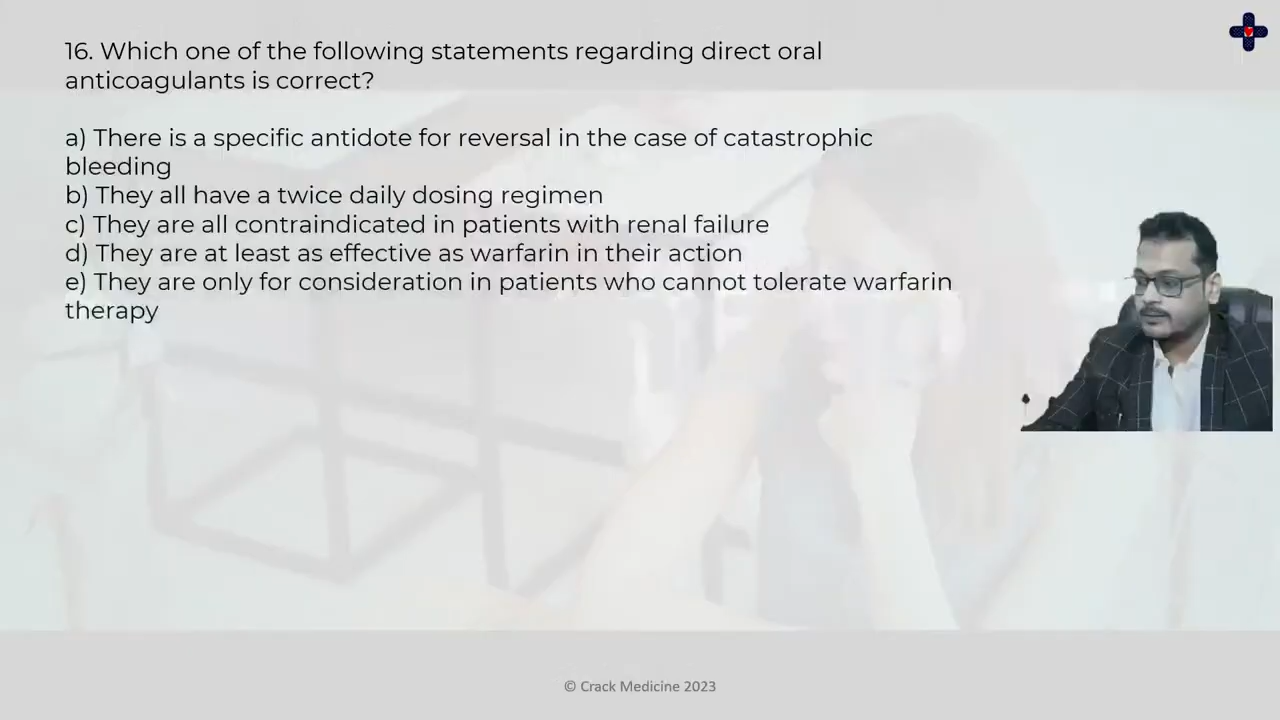 16. Which one of the following statements regarding direct oral
anticoagulants is correct?
a) There is a specific antidote for reversal in the case of catastrophic
bleeding
b) They all have a twice daily dosing regimen
c) They are all contraindicated in patients with renal failure
d) They are at least as effective as warfarin in their action
e) They are only for consideration in patients who cannot tolerate warfarin
therapy
© Crack Medicine 2023